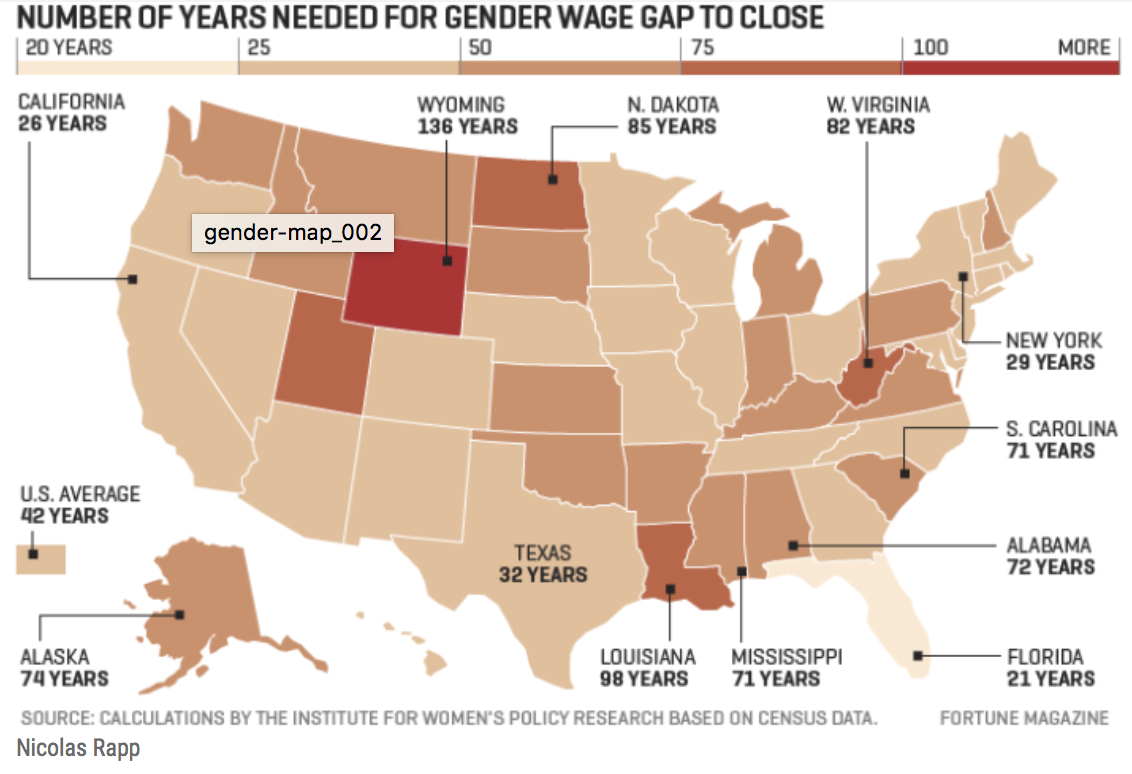 NUMBER OF YEARS NEEDED FOR GENDER WAGE GAP TO CLOSE
20 YEARS 25 50 75 100 MORE
CALIFORNIA
26 YEARS
WYOMING
136 YEARS
N. DAKOTA
85 YEARS
W. VIRGINIA
82 YEARS
gender-map_002
NEW YORK
29 YEARS
S. CAROLINA
71 YEARS
U.S. AVERAGE
42 YEARS
TEXAS
32 YEARS
ALABAMA
72 YEARS
ALASKA
74 YEARS
LOUISIANA
98 YEARS
MISSISSIPPI
71 YEARS
FLORIDA
21 YEARS
SOURCE: CALCULATIONS BY THE INSTITUTE FOR WOMEN'S POLICY RESEARCH BASED ON CENSUS DATA. FORTUNE MAGAZINE
Nicolas Rapp